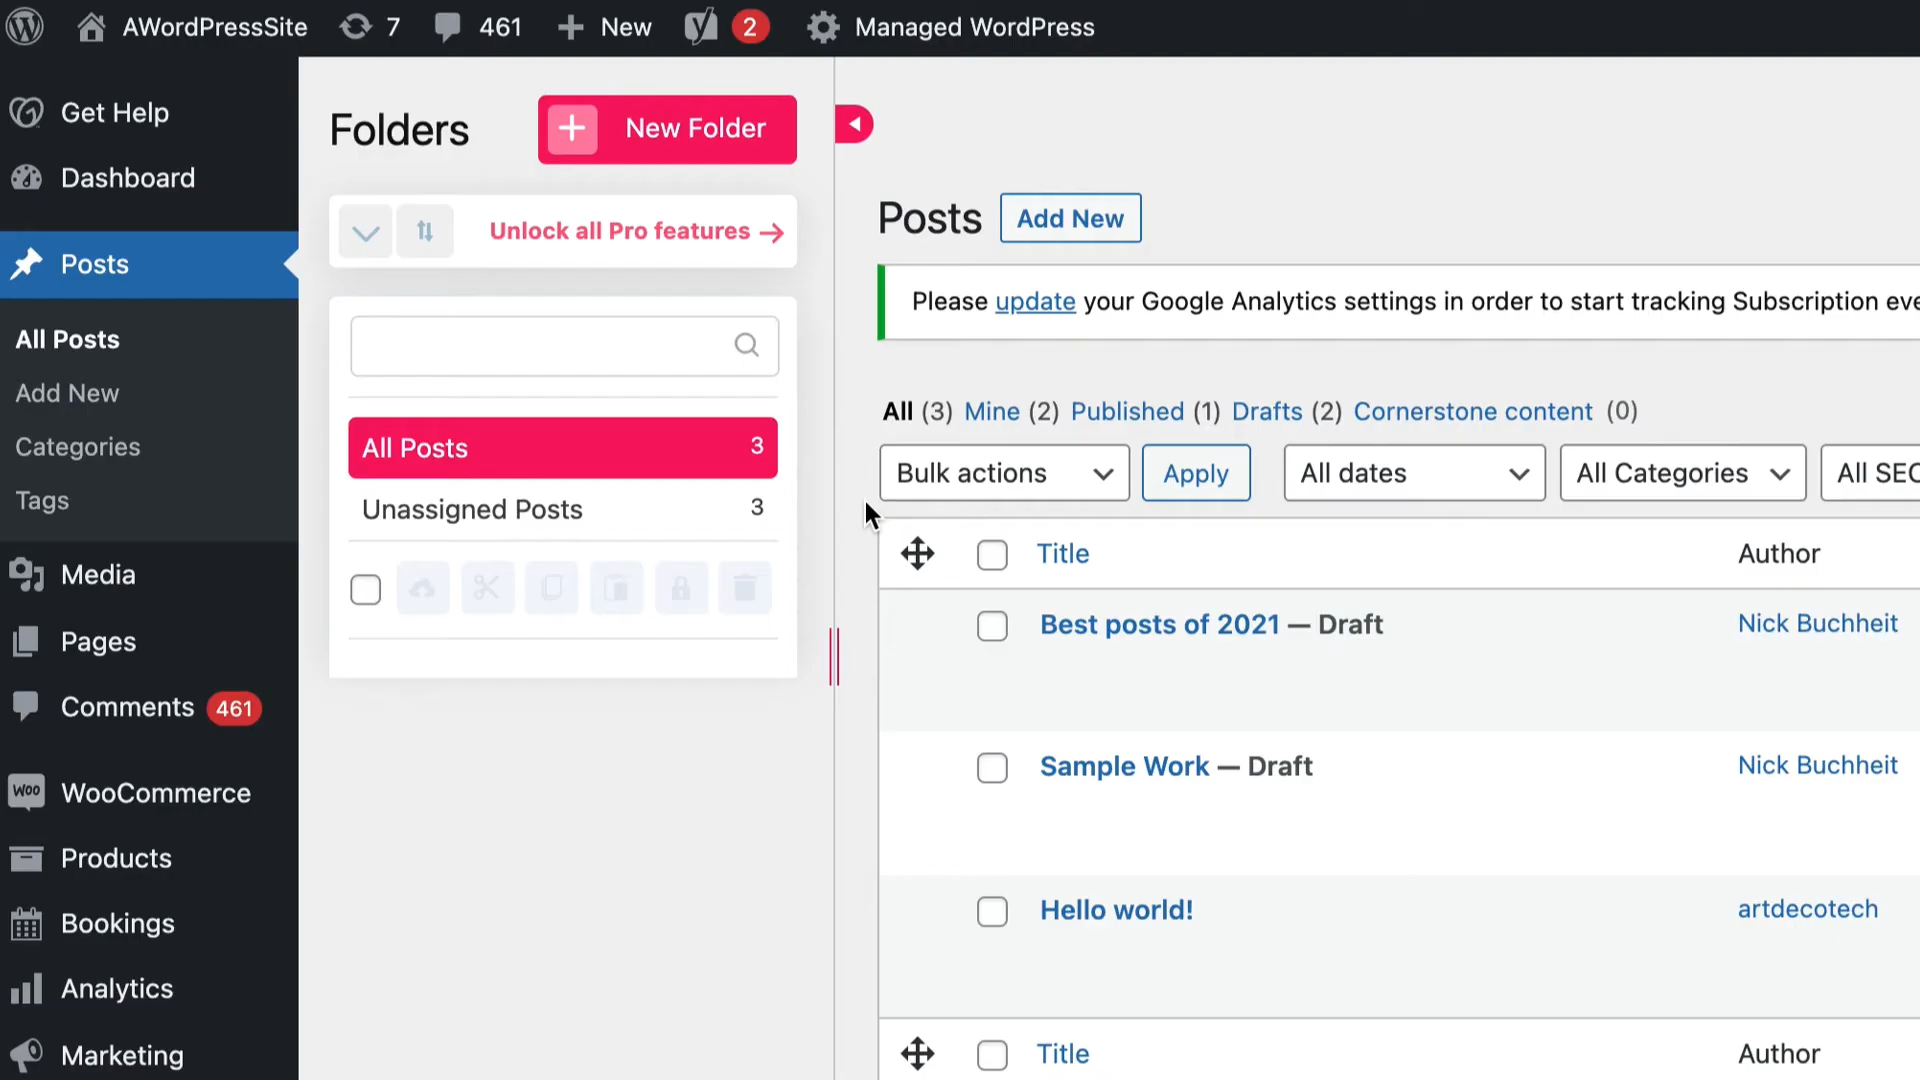 AWordPressSite 7 461 New 2 Managed WordPress
Get Help
Dashboard
Posts
All Posts
Add New
Categories
Tags
Media
Pages
Comments 461
WooCommerce
Products
Bookings
Analytics
Marketing
Folders
New Folder
Unlock all Pro features
All Posts 3
Unassigned Posts 3
Posts Add New
Please update your Google Analytics settings in order to start tracking Subscription eve
All (3) Mine (2) Published (1) Drafts (2) Cornerstone content (0)
Bulk actions Apply All dates All Categories All SEO
Title Author
Best posts of 2021 — Draft Nick Buchheit
Sample Work — Draft Nick Buchheit
Hello world! artdecotech
Title Author